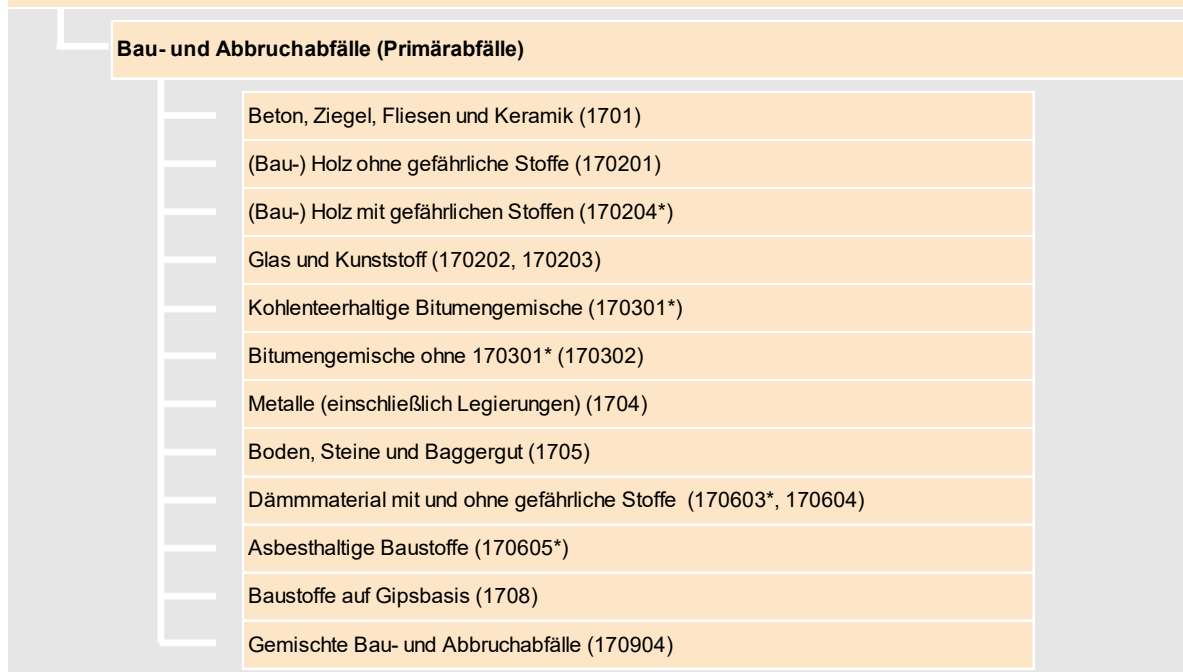 Bau- und Abbruchabfälle (Primärabfälle)
Beton, Ziegel, Fliesen und Keramik (1701)
(Bau-) Holz ohne gefährliche Stoffe (170201)
(Bau-) Holz mit gefährlichen Stoffen (170204*)
Glas und Kunststoff (170202, 170203)
Kohlenteerhaltige Bitumengemische (170301*)
Bitumengemische ohne 170301* (170302)
Metalle (einschließlich Legierungen) (1704)
Boden, Steine und Baggergut (1705)
Dämmmaterial mit und ohne gefährliche Stoffe (170603*, 170604)
Asbesthaltige Baustoffe (170605*)
Baustoffe auf Gipsbasis (1708)
Gemischte Bau- und Abbruchabfälle (170904)